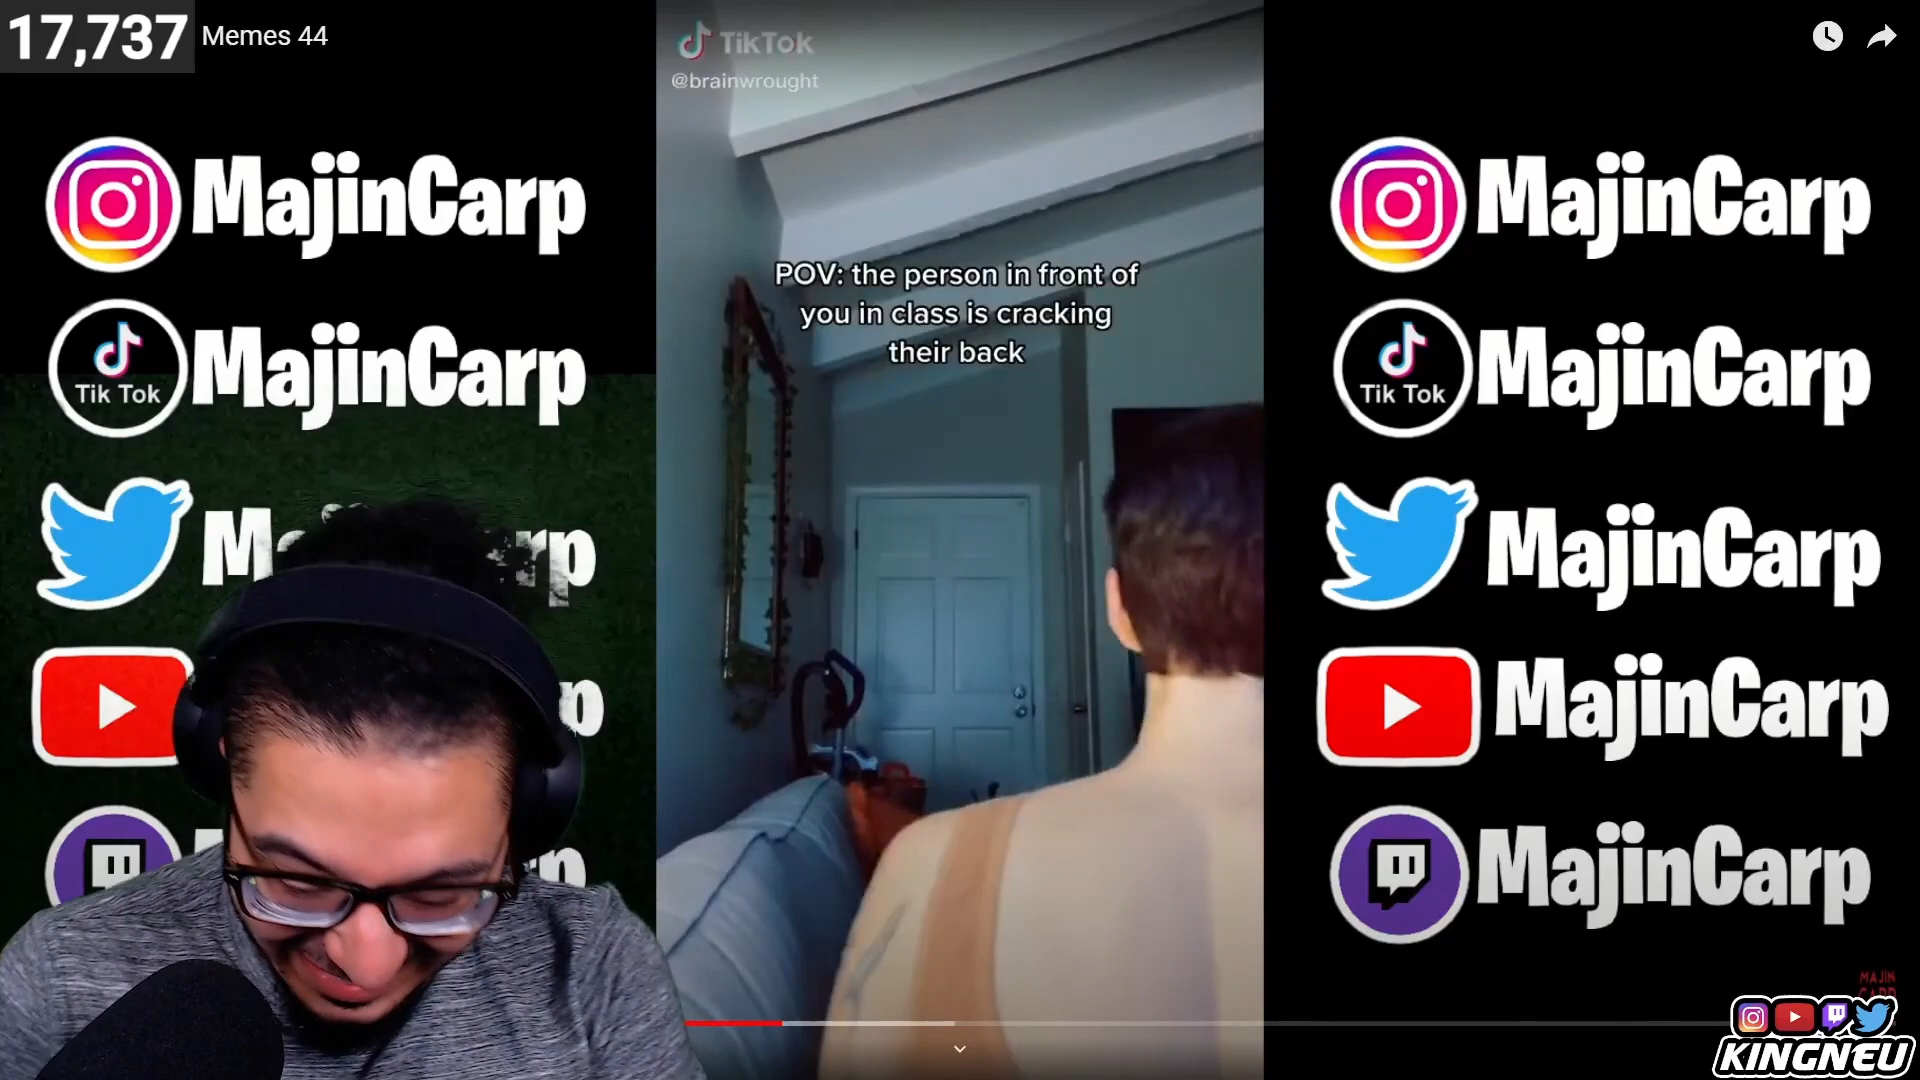 17,737
Memes 44
TikTok
@brainwrought
MajinCarp
MajinCarp
Tik Tok
MajinCarp
Tik Tok
MajinCarp
POV: the person in front of
you in class is cracking
their back
MajinCarp
MajinCarp
MajinCarp
MAJIN
KINGNEU